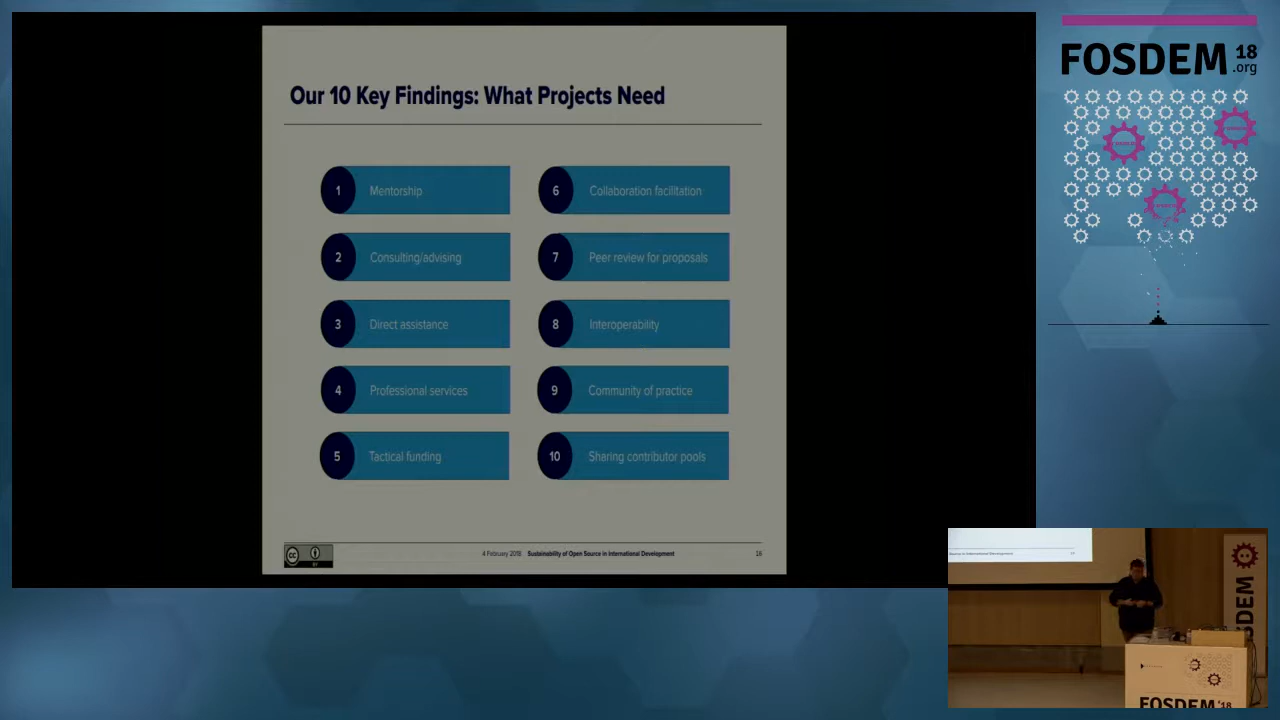 Our 10 Key Findings: What Projects Need
1 Mentorship
2 Consulting/advising
3 Direct assistance
4 Professional services
5 Tactical funding
6 Collaboration facilitation
7 Peer review for proposals
8 Interoperability
9 Community of practice
10 Sharing contributor pools
cc BY
4 February 2018 Sustainability of Open Source in International Development
FOSDEM 18
.org
FOSDEM
FOSDEM '18